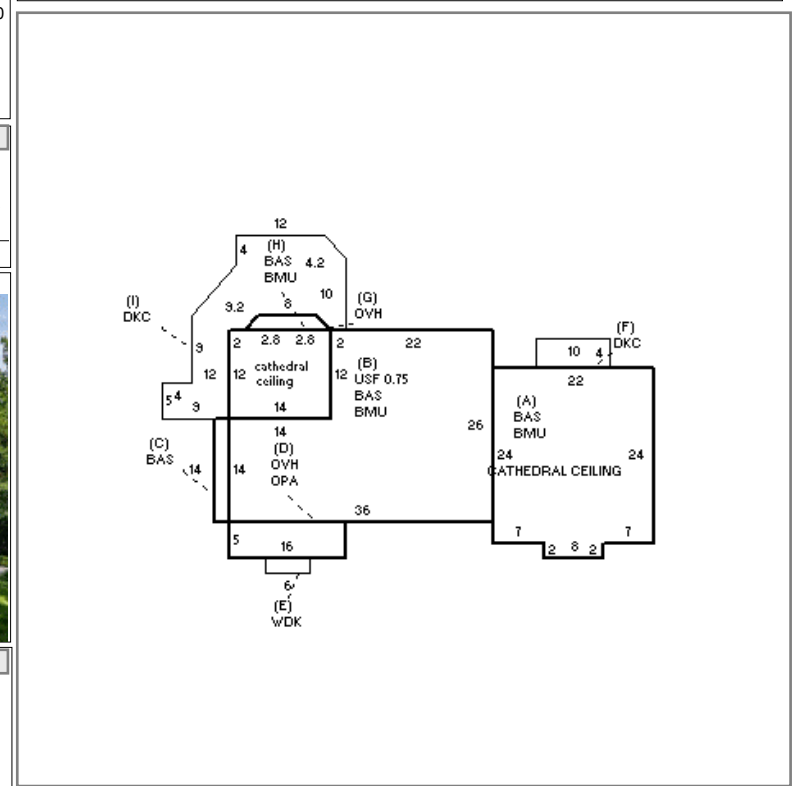 12
4
(H)
BAS
BMU
4.2
10
(G)
OVH
(I)
DKC
9.2
8
(F)
DKC
9
2
2.8
2.8
2
22
10
4
12
12
cathedral
ceiling
12
(B)
USF 0.75
BAS
BMU
22
5
4
9
14
(A)
BAS
BMU
14
26
(C)
BAS
14
14
(D)
OVH
OPA
24
24
CATHEDRAL CEILING
36
7
7
5
16
2
8
2
6
(E)
WDK